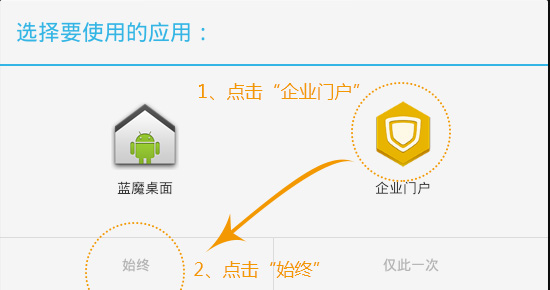 选择要使用的应用：
1、点击“企业门户”
蓝魔桌面
企业门户
始终
2、点击“始终”
仅此一次